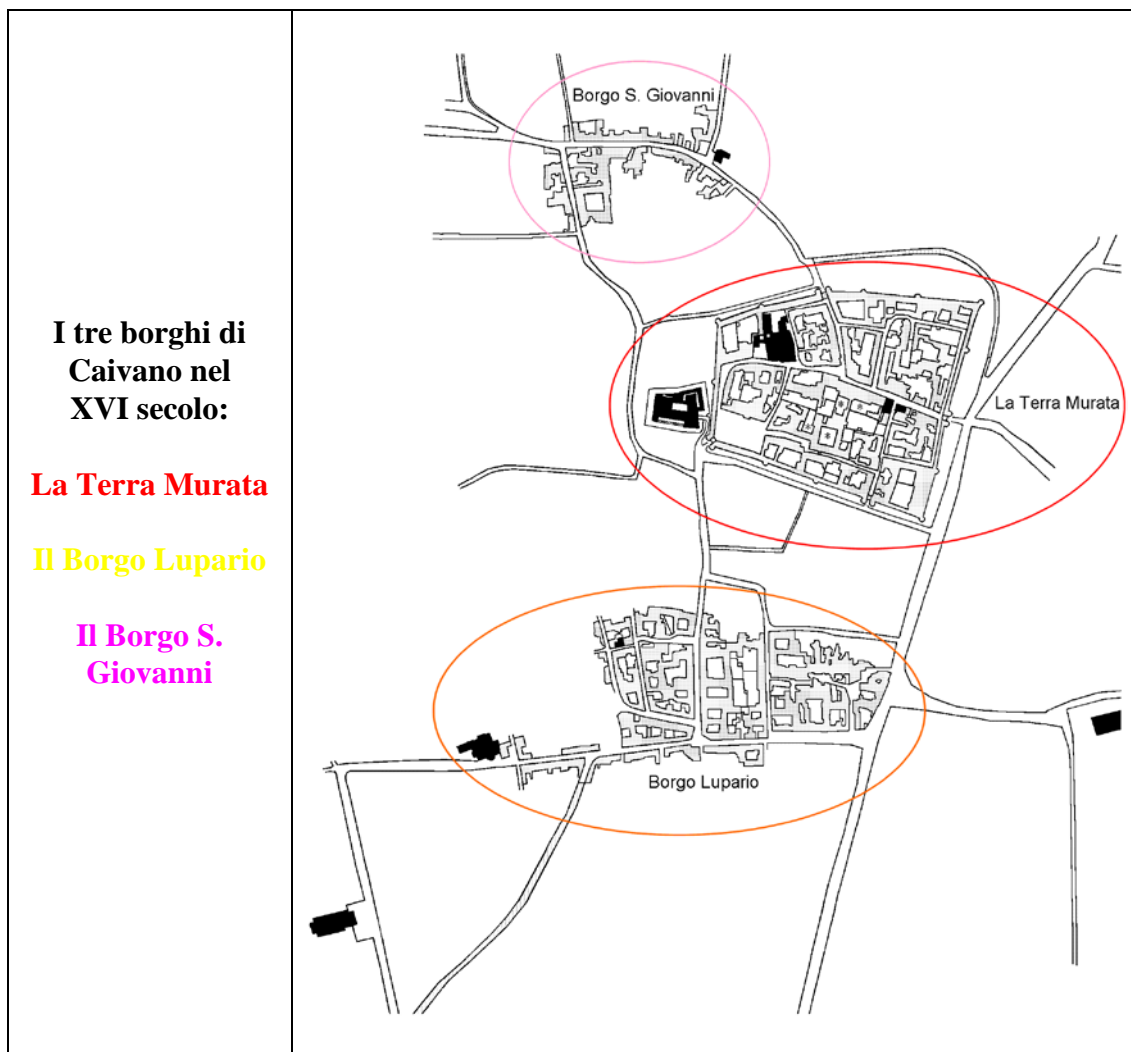 I tre borghi di
Caivano nel
XVI secolo:
La Terra Murata
Il Borgo Lupario
Il Borgo S.
Giovanni
Borgo S. Giovanni
La Terra Murata
Borgo Lupario